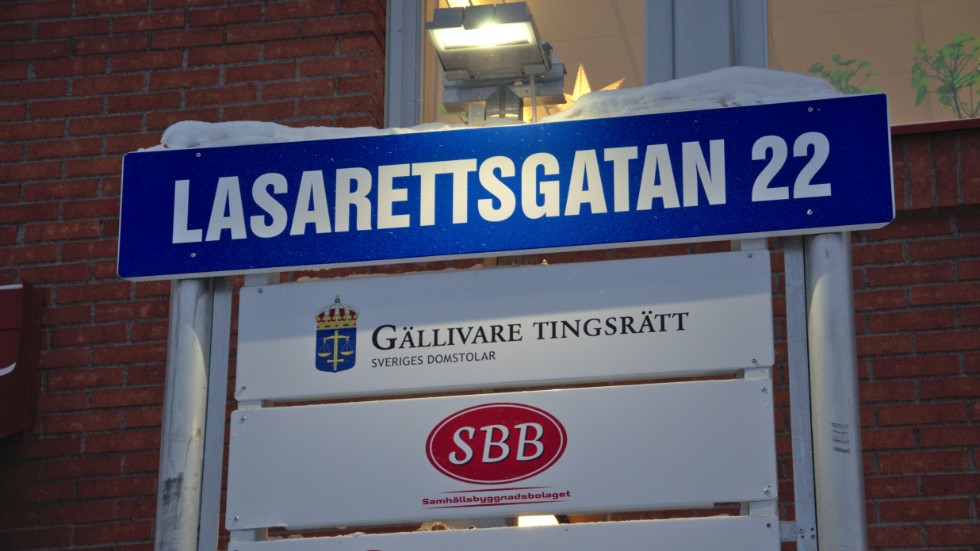 LASARETTSGATAN 22
GÄLLIVARE TINGSRÄTT
SVERIGES DOMSTOLAR
SBB
Samhällsbyggnadsbolaget